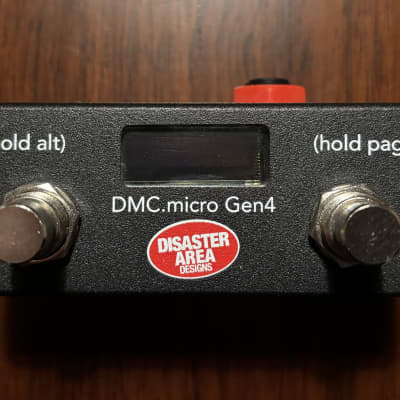 old alt)
(hold pag
DMC.micro Gen4
DISASTER
AREA
DESIGNS